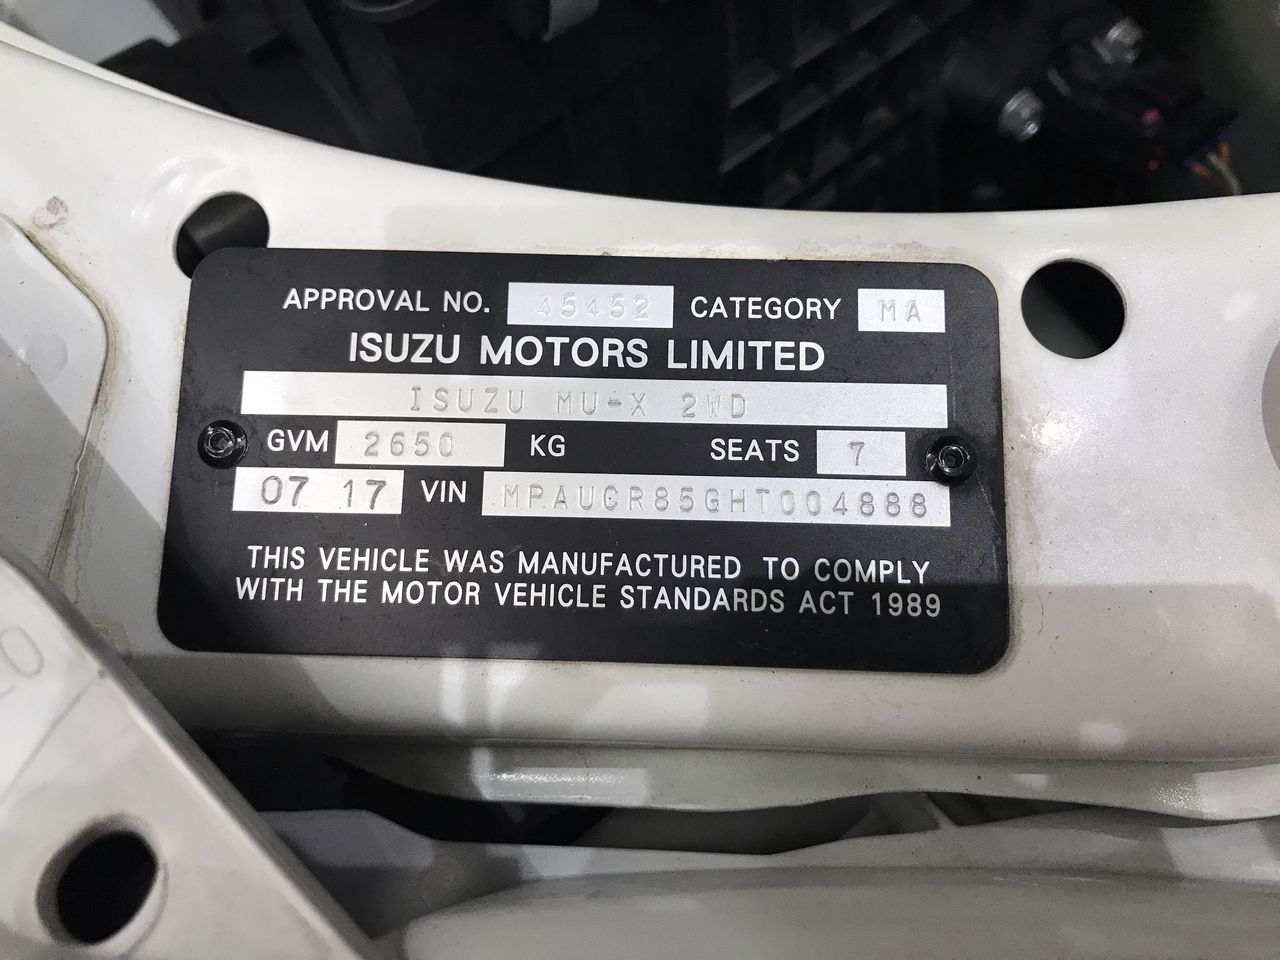 APPROVAL NO. 45452 CATEGORY MA
ISUZU MOTORS LIMITED
ISUZU MU-X 2WD
GVM 2650 KG SEATS 7
07 17 VIN MPAUCR85GHT004888
THIS VEHICLE WAS MANUFACTURED TO COMPLY
WITH THE MOTOR VEHICLE STANDARDS ACT 1989